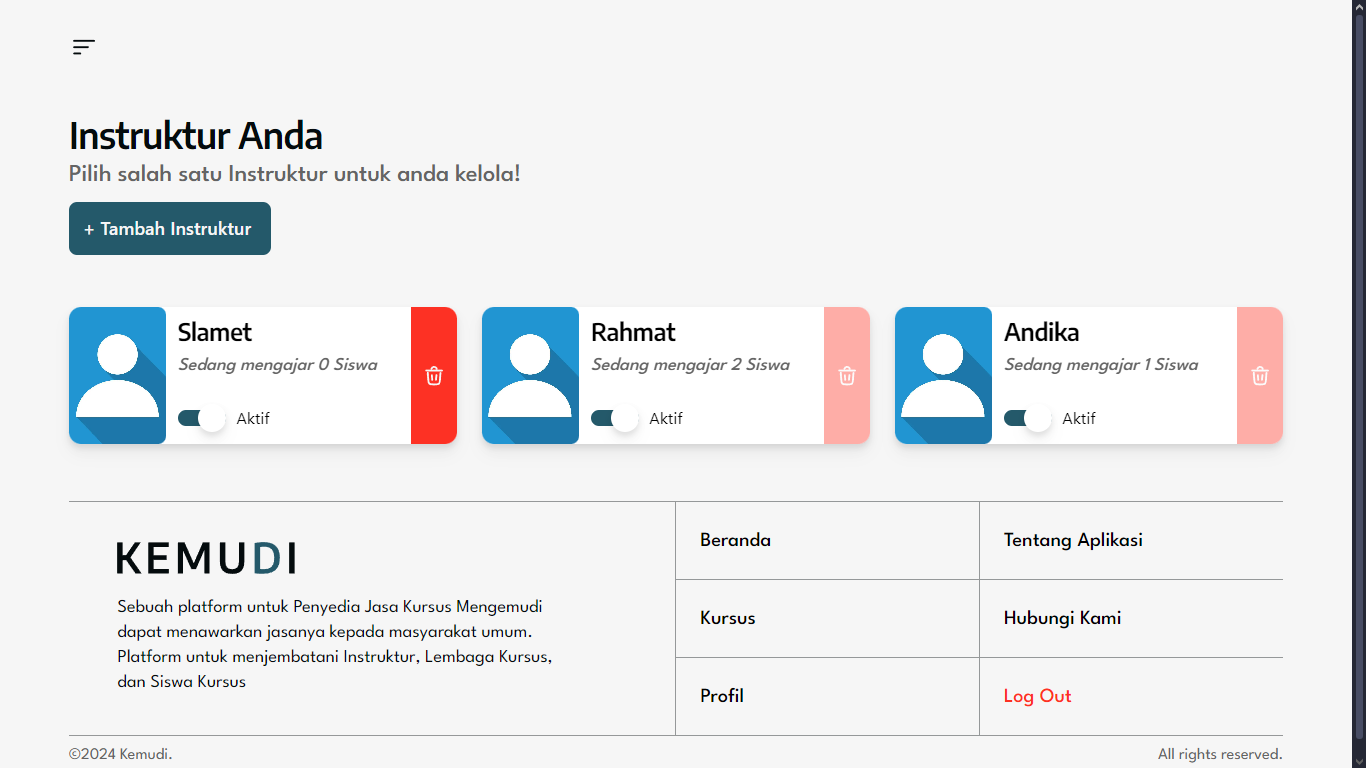 Instruktur Anda
Pilih salah satu Instruktur untuk anda kelola!
+ Tambah Instruktur
Slamet
Sedang mengajar 0 Siswa
Aktif
Rahmat
Sedang mengajar 2 Siswa
Aktif
Andika
Sedang mengajar 1 Siswa
Aktif
KEMUDI
Sebuah platform untuk Penyedia Jasa Kursus Mengemudi
dapat menawarkan jasanya kepada masyarakat umum.
Platform untuk menjembatani Instruktur, Lembaga Kursus,
dan Siswa Kursus
Beranda
Tentang Aplikasi
Kursus
Hubungi Kami
Profil
Log Out
©2024 Kemudi.
All rights reserved.